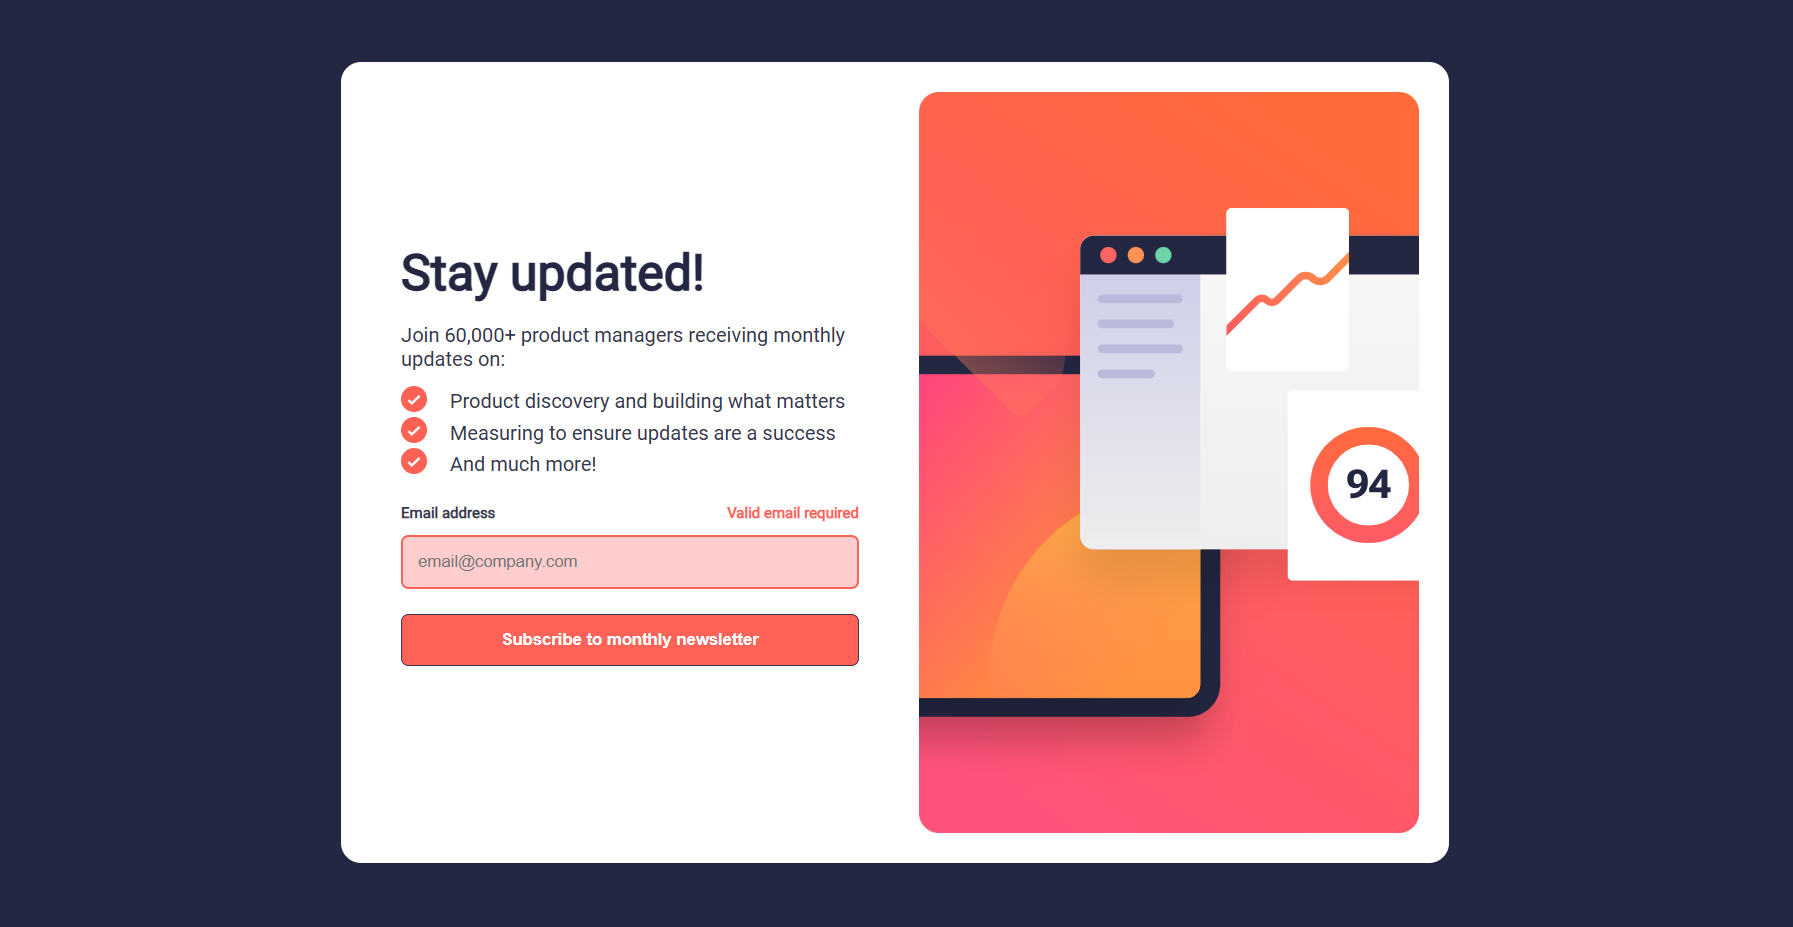 Stay updated!
Join 60,000+ product managers receiving monthly
updates on:
Product discovery and building what matters
Measuring to ensure updates are a success
And much more!
Email address
Valid email required
email@company.com
Subscribe to monthly newsletter
94